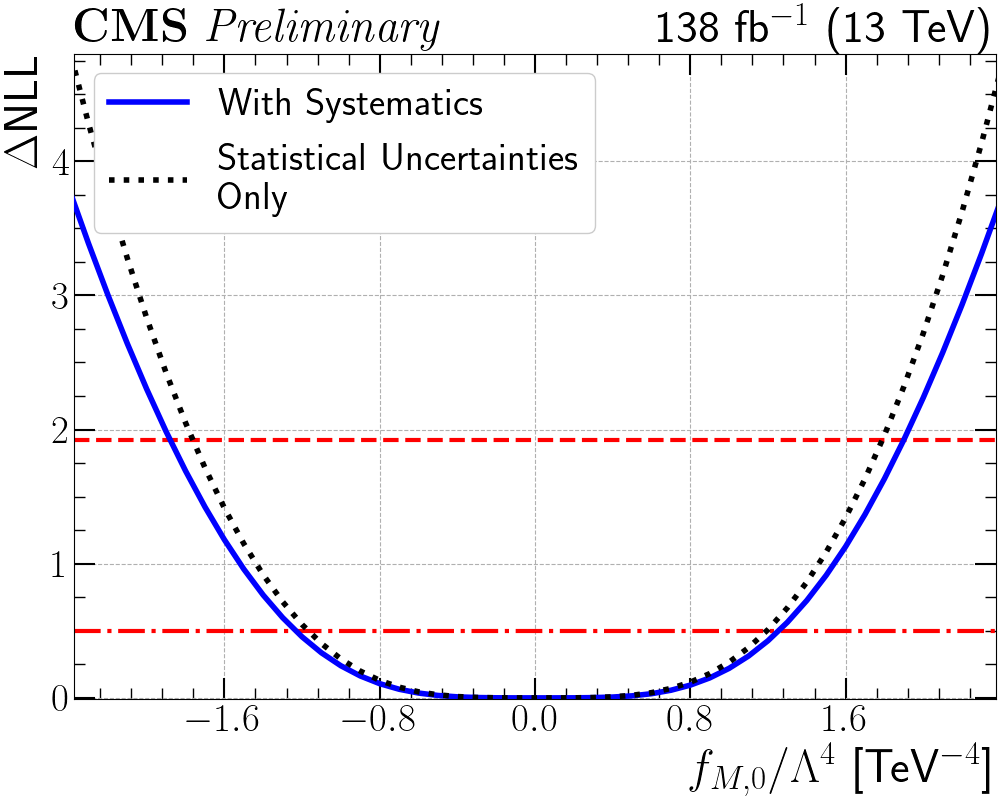 CMS Preliminary 138 fb⁻¹ (13 TeV)
ΔNLL
With Systematics
Statistical Uncertainties
Only
4
3
2
1
0
−1.6 −0.8 0.0 0.8 1.6
f_{M,0}/Λ⁴ [TeV⁻⁴]